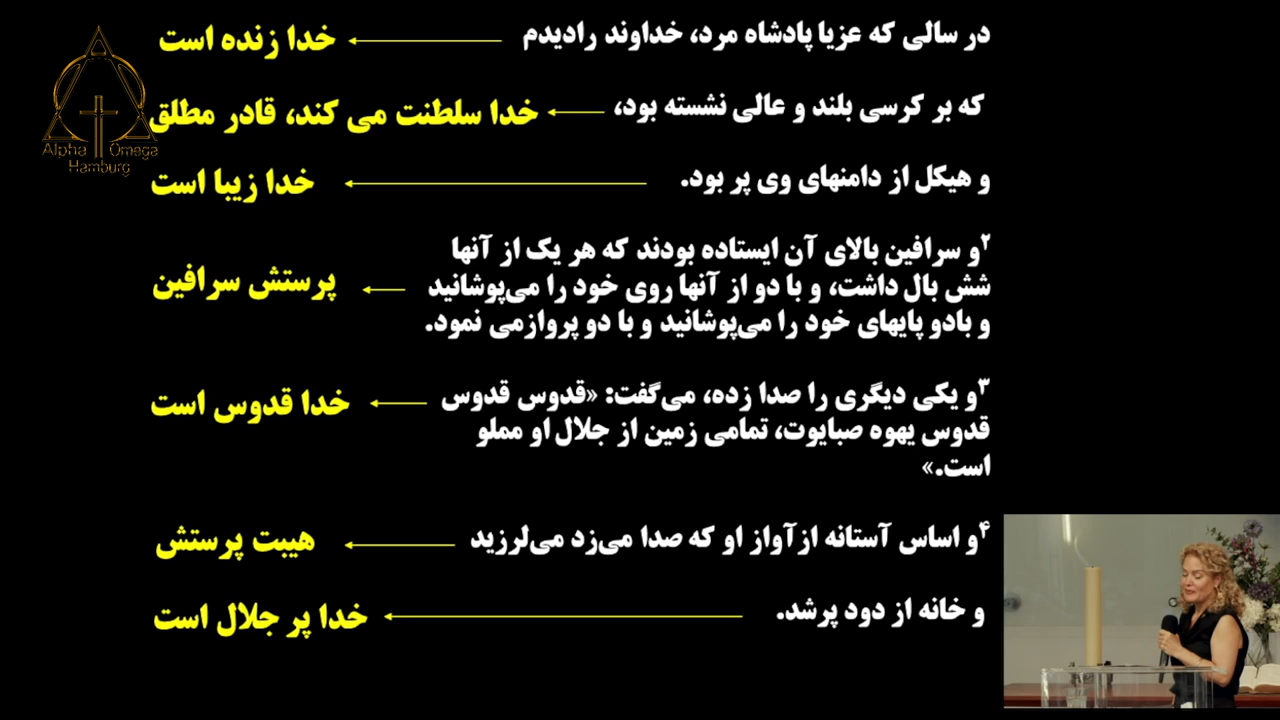 در سالی که عزیا پادشاه مرد، خداوند رادیدم
خدا زنده است
که بر کرسی بلند و عالی نشسته بود،
خدا سلطنت می کند، قادر مطلق
و هیکل از دامنهای وی پر بود.
خدا زیبا است
۲و سرافین بالای آن ایستاده بودند که هر یک از آنها
شش بال داشت، و با دو از آنها روی خود را می‌پوشانید
و بادو پایهای خود را می‌پوشانید و با دو پروازمی نمود.
پرستش سرافین
۳و یکی دیگری را صدا زده، می‌گفت: «قدوس قدوس
قدوس یهوه صبایوت، تمامی زمین از جلال او مملو
است.»
خدا قدوس است
۴و اساس آستانه ازآواز او که صدا می‌زد می‌لرزید
هیبت پرستش
و خانه از دود پرشد.
خدا پر جلال است
Alpha Omega
Hamburg